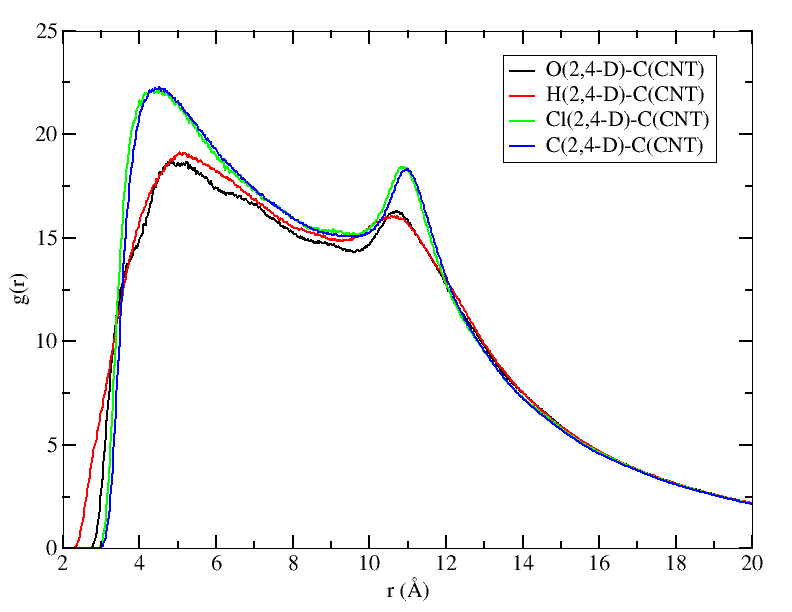 25
20
15
10
5
0
g(r)
O(2,4-D)-C(CNT)
H(2,4-D)-C(CNT)
Cl(2,4-D)-C(CNT)
C(2,4-D)-C(CNT)
2 4 6 8 10 12 14 16 18 20
r (Å)